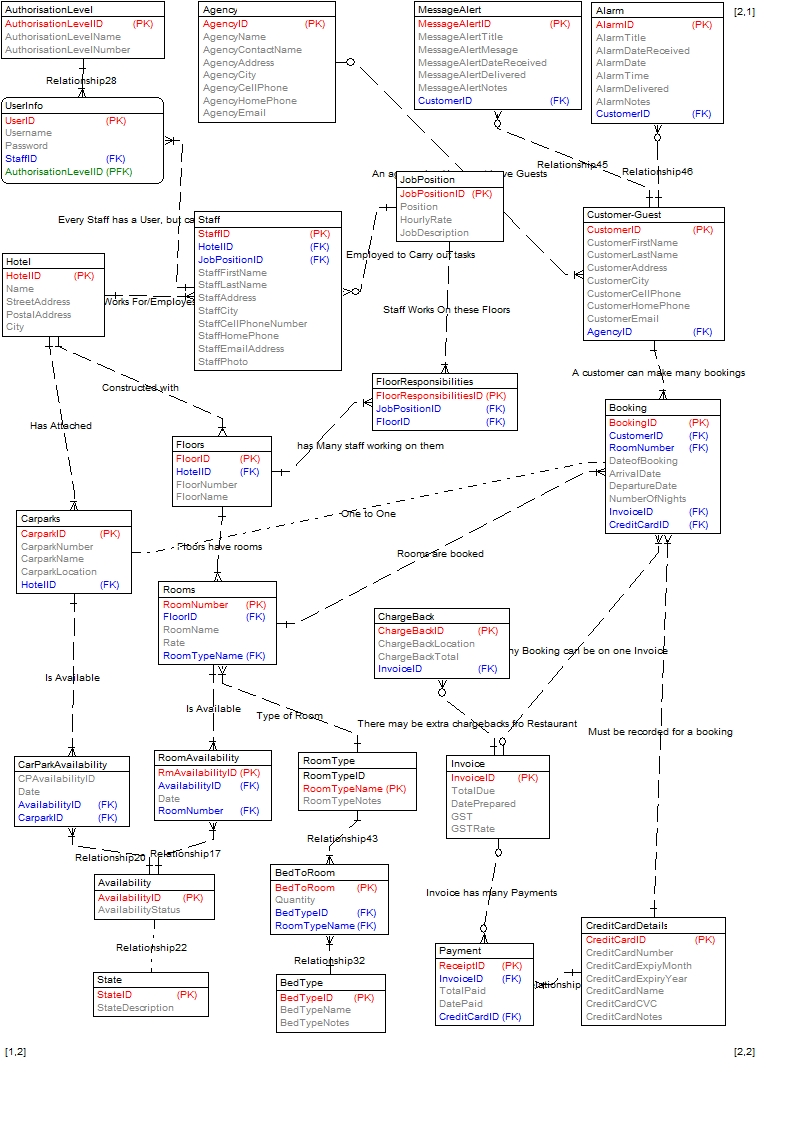 AuthorisationLevel
AuthorisationLevelID (PK)
AuthorisationLevelName
AuthorisationLevelNumber
Agency
AgencyID (PK)
AgencyName
AgencyContactName
AgencyAddress
AgencyCity
AgencyCellPhone
AgencyHomePhone
AgencyEmail
MessageAlert
MessageAlertID (PK)
MessageAlertTitle
MessageAlertMesage
MessageAlertDateReceived
MessageAlertDelivered
MessageAlertNotes
CustomerID (FK)
Alarm
AlarmID (PK)
AlarmTitle
AlarmDateReceived
AlarmDate
AlarmTime
AlarmDelivered
AlarmNotes
CustomerID (FK)
[2,1]
Relationship28
UserInfo
UserID (PK)
Username
Password
StaffID (FK)
AuthorisationLevelID (PFK)
Relationship45
Relationship46
An ag
ve Guests
JobPosition
JobPositionID (PK)
Position
HourlyRate
JobDescription
Every Staff has a User, but ca
Staff
StaffID (PK)
HotelID (FK)
JobPositionID (FK)
StaffFirstName
StaffLastName
StaffAddress
StaffCity
StaffCellPhoneNumber
StaffHomePhone
StaffEmailAddress
StaffPhoto
Customer-Guest
CustomerID (PK)
CustomerFirstName
CustomerLastName
CustomerAddress
CustomerCity
CustomerCellPhone
CustomerHomePhone
CustomerEmail
AgencyID (FK)
Hotel
HotelID (PK)
Name
StreetAddress
PostalAddress
City
Works For/Employes
Employed to Carry out tasks
Staff Works On these Floors
A customer can make many bookings
Constructed with
Has Attached
FloorResponsibilities
FloorResponsibilitiesID (PK)
JobPositionID (FK)
FloorID (FK)
Booking
BookingID (PK)
CustomerID (FK)
RoomNumber (FK)
DateofBooking
ArrivalDate
DepartureDate
NumberOfNights
InvoiceID (FK)
CreditCardID (FK)
Floors
FloorID (PK)
HotelID (FK)
FloorNumber
FloorName
has Many staff working on them
Carparks
CarparkID (PK)
CarparkNumber
CarparkName
CarparkLocation
HotelID (FK)
One to One
Floors have rooms
Rooms are booked
Rooms
RoomNumber (PK)
FloorID (FK)
RoomName
Rate
RoomTypeName (FK)
ChargeBack
ChargeBackID (PK)
ChargeBackLocation
ChargeBackTotal
InvoiceID (FK)
ny Booking can be on one Invoice
Is Available
Is Available
Type of Room
There may be extra chargebacks fro Restaurant
Must be recorded for a booking
CarParkAvailability
CPAvailabilityID
Date
AvailabilityID (FK)
CarparkID (FK)
RoomAvailability
RmAvailabilityID (PK)
AvailabilityID (FK)
Date
RoomNumber (FK)
RoomType
RoomTypeID
RoomTypeName (PK)
RoomTypeNotes
Invoice
InvoiceID (PK)
TotalDue
DatePrepared
GST
GSTRate
Relationship43
Relationship20
Relationship17
Availability
AvailabilityID (PK)
AvailabilityStatus
BedToRoom
BedToRoom (PK)
Quantity
BedTypeID (FK)
RoomTypeName (FK)
Invoice has many Payments
Relationship22
Relationship32
State
StateID (PK)
StateDescription
BedType
BedTypeID (PK)
BedTypeName
BedTypeNotes
Payment
ReceiptID (PK)
InvoiceID (FK)
TotalPaid
DatePaid
CreditCardID (FK)
lationship
CreditCardDetails
CreditCardID (PK)
CreditCardNumber
CreditCardExpiyMonth
CreditCardExpiryYear
CreditCardName
CreditCardCVC
CreditCardNotes
[1,2]
[2,2]